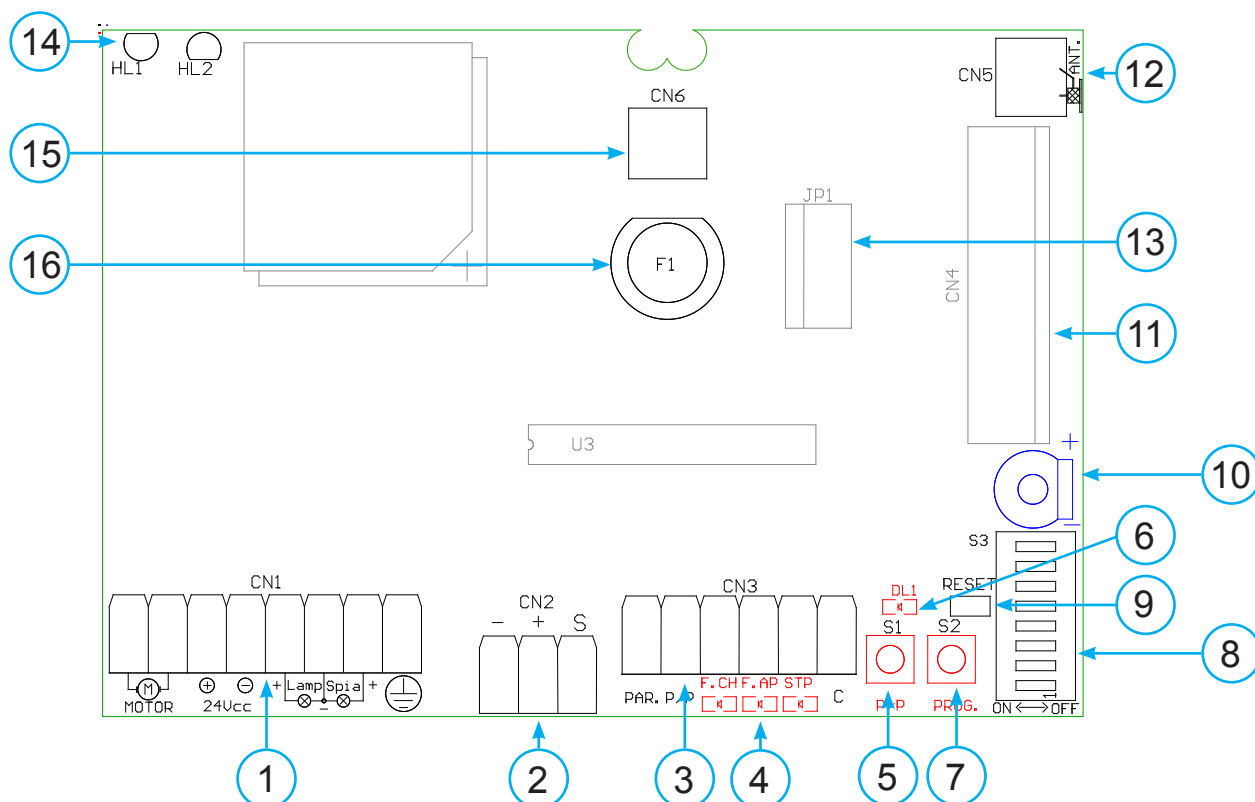 14
HL1
HL2
CN6
CN5
ANT.
12
15
JP1
13
16
F1
CN4
11
U3
+
10
-
6
S3
CN1
CN2
- + S
CN3
DL1
RESET
9
S1
S2
8
M
MOTOR
+ -
24Vcc
+ Lamp Spia +
-
PAR. P/P
F.CH F.AP STP
C
P/P
PROG.
1
ON OFF
1
2
3
4
5
7